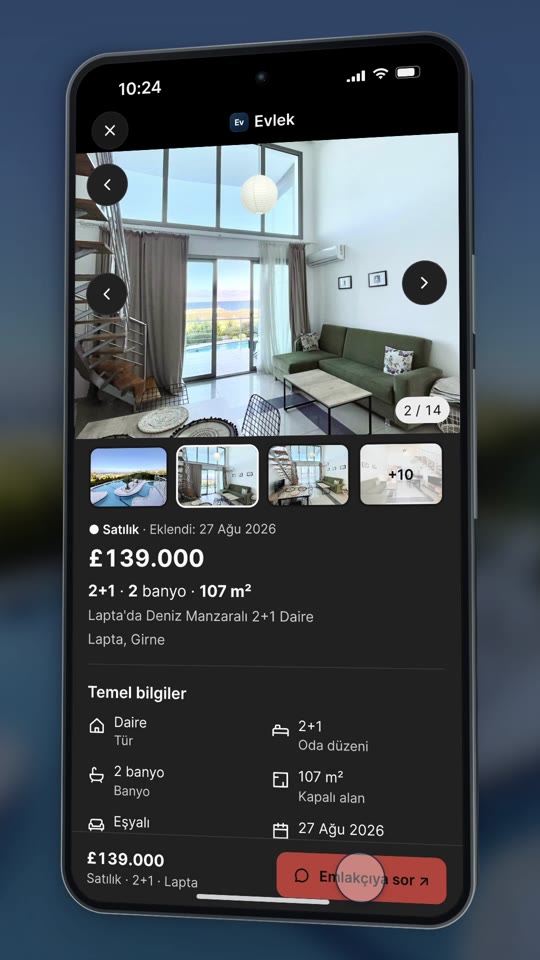 10:24
Ev Evlek
2 / 14
+10
Satılık · Eklendi: 27 Ağu 2026
£139.000
2+1 · 2 banyo · 107 m²
Lapta'da Deniz Manzaralı 2+1 Daire
Lapta, Girne
Temel bilgiler
Daire
Tür
2+1
Oda düzeni
2 banyo
Banyo
107 m²
Kapalı alan
Eşyalı
27 Ağu 2026
£139.000
Satılık · 2+1 · Lapta
Emlakçıya sor